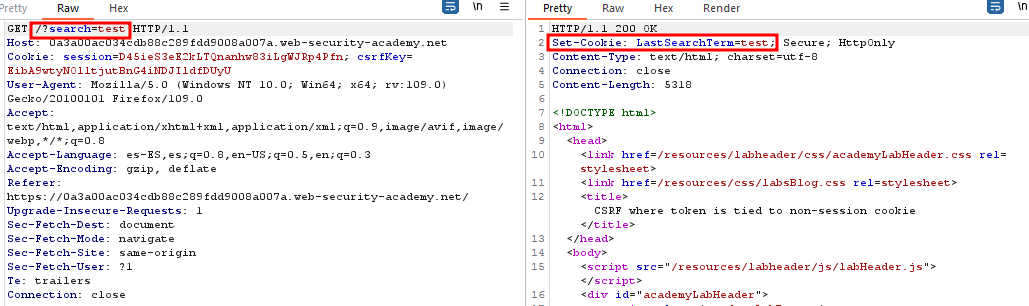 Pretty Raw Hex
\n
GET /?search=test HTTP/1.1
Host: 0a3a00ac034cdb88c289fdd9008a007a.web-security-academy.net
Cookie: session=D45ieS3eE2kLTQnanhw83iLgWJRp4Pfn; csrfKey=
EibA9wtyN0lltjutBnG4iNDJIldfDUyU
User-Agent: Mozilla/5.0 (Windows NT 10.0; Win64; x64; rv:109.0)
Gecko/20100101 Firefox/109.0
Accept:
text/html,application/xhtml+xml,application/xml;q=0.9,image/avif,image/
webp,*/*;q=0.8
Accept-Language: es-ES,es;q=0.8,en-US;q=0.5,en;q=0.3
Accept-Encoding: gzip, deflate
Referer:
https://0a3a00ac034cdb88c289fdd9008a007a.web-security-academy.net/
Upgrade-Insecure-Requests: 1
Sec-Fetch-Dest: document
Sec-Fetch-Mode: navigate
Sec-Fetch-Site: same-origin
Sec-Fetch-User: ?1
Te: trailers
Connection: close
Pretty Raw Hex Render
\n
1 HTTP/1.1 200 OK
2 Set-Cookie: LastSearchTerm=test; Secure; HttpOnly
3 Content-Type: text/html; charset=utf-8
4 Connection: close
5 Content-Length: 5318
6
7 <!DOCTYPE html>
8 <html>
9 <head>
10 <link href=/resources/labheader/css/academyLabHeader.css rel=
stylesheet>
11 <link href=/resources/css/labsBlog.css rel=stylesheet>
12 <title>
CSRF where token is tied to non-session cookie
</title>
13 </head>
14 <body>
15 <script src="/resources/labheader/js/labHeader.js">
</script>
16 <div id="academyLabHeader">